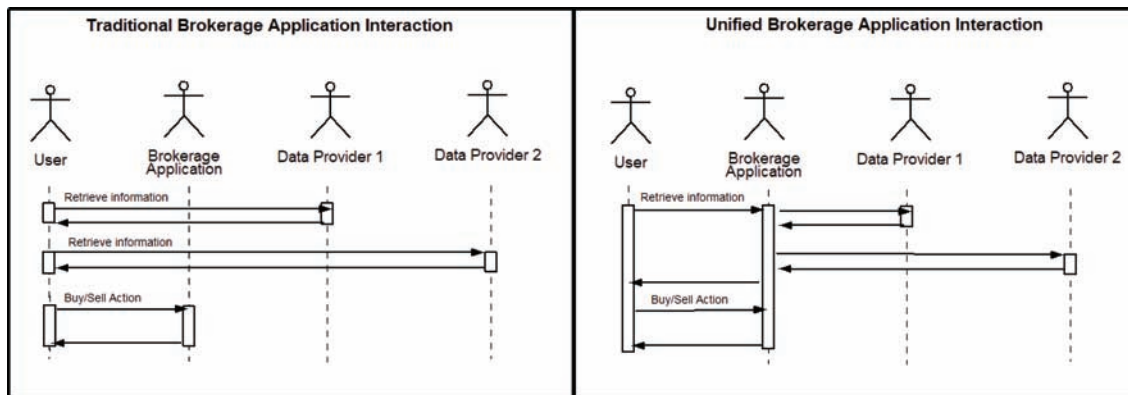 Traditional Brokerage Application Interaction
User
Brokerage
Application
Data Provider 1
Data Provider 2
Retrieve information
Retrieve information
Buy/Sell Action
Unified Brokerage Application Interaction
User
Brokerage
Application
Data Provider 1
Data Provider 2
Retrieve information
Buy/Sell Action